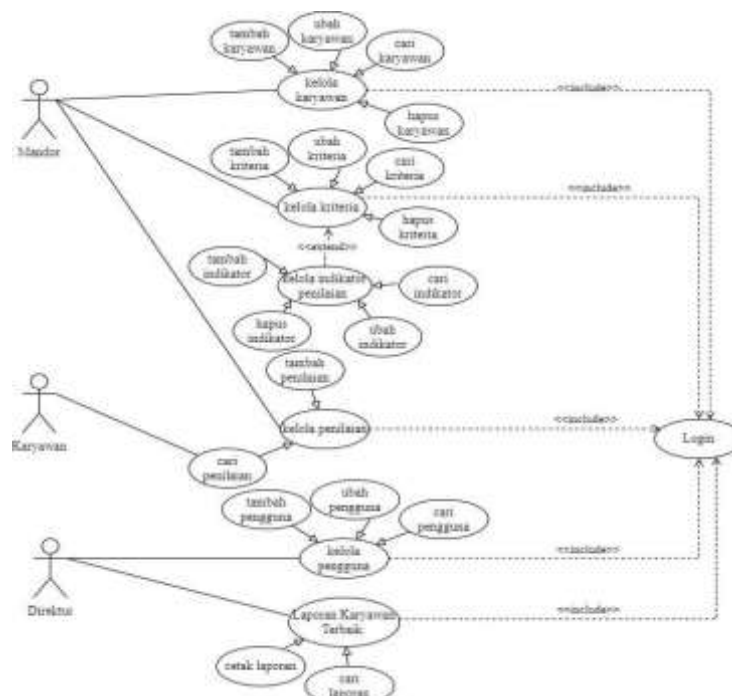 tambah
karyawan
ubah
karyawan
cari
karyawan
kelola
karyawan
<<include>>
hapus
karyawan
Mandor
tambah
kriteria
ubah
kriteria
cari
kriteria
<<include>>
kelola kriteria
hapus
kriteria
<<extend>>
tambah
indikator
kelola indikator
penilaian
cari
indikator
hapus
indikator
ubah
indikator
tambah
penilaian
<<include>>
kelola penilaian
Login
Karyawan
cari
penilaian
tambah
pengguna
ubah
pengguna
cari
pengguna
kelola
pengguna
<<include>>
Direktur
Laporan Karyawan
Terbaik
<<include>>
cetak laporan
cari
laporan